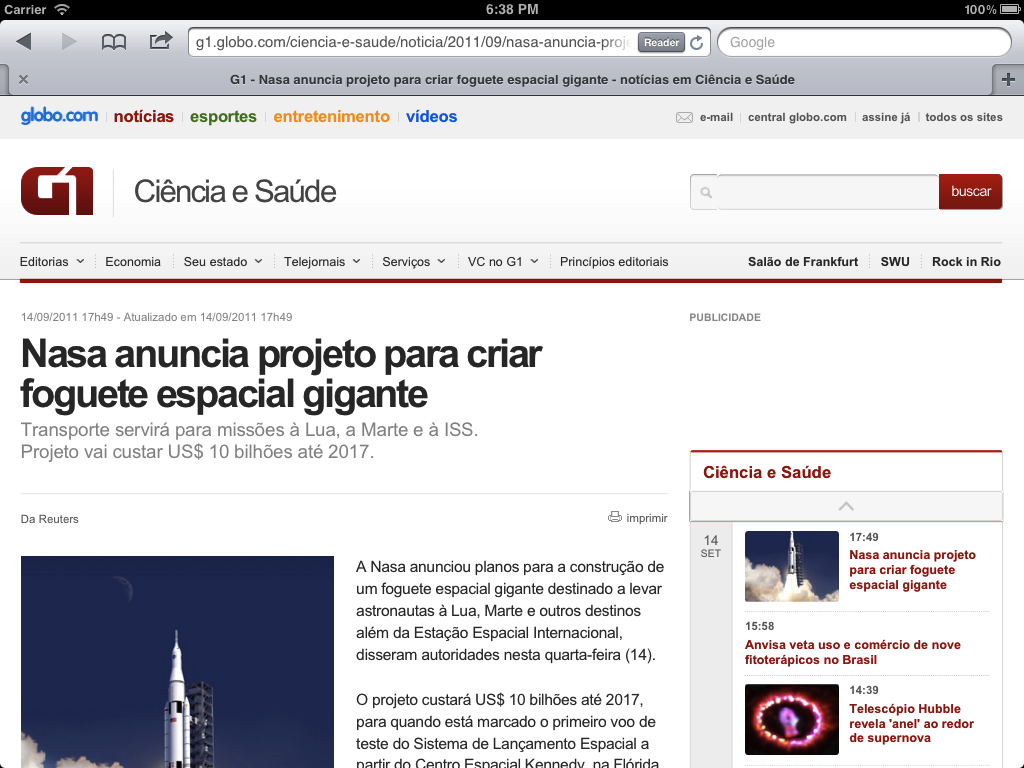 Carrier 6:38 PM 100%
g1.globo.com/ciencia-e-saude/noticia/2011/09/nasa-anuncia-proj Reader Google
G1 - Nasa anuncia projeto para criar foguete espacial gigante - notícias em Ciência e Saúde
globo.com notícias esportes entretenimento vídeos e-mail central globo.com assine já todos os sites
G1 Ciência e Saúde buscar
Editorias Economia Seu estado Telejornais Serviços VC no G1 Princípios editoriais Salão de Frankfurt SWU Rock in Rio
14/09/2011 17h49 - Atualizado em 14/09/2011 17h49
Nasa anuncia projeto para criar
foguete espacial gigante
Transporte servirá para missões à Lua, a Marte e à ISS.
Projeto vai custar US$ 10 bilhões até 2017.
Da Reuters imprimir
A Nasa anunciou planos para a construção de
um foguete espacial gigante destinado a levar
astronautas à Lua, Marte e outros destinos
além da Estação Espacial Internacional,
disseram autoridades nesta quarta-feira (14).
O projeto custará US$ 10 bilhões até 2017,
para quando está marcado o primeiro voo de
teste do Sistema de Lançamento Espacial a
partir do Centro Espacial Kennedy, na Flórida.
PUBLICIDADE
Ciência e Saúde
14
SET
17:49
Nasa anuncia projeto
para criar foguete
espacial gigante
15:58
Anvisa veta uso e comércio de nove
fitoterápicos no Brasil
14:39
Telescópio Hubble
revela 'anel' ao redor
de supernova